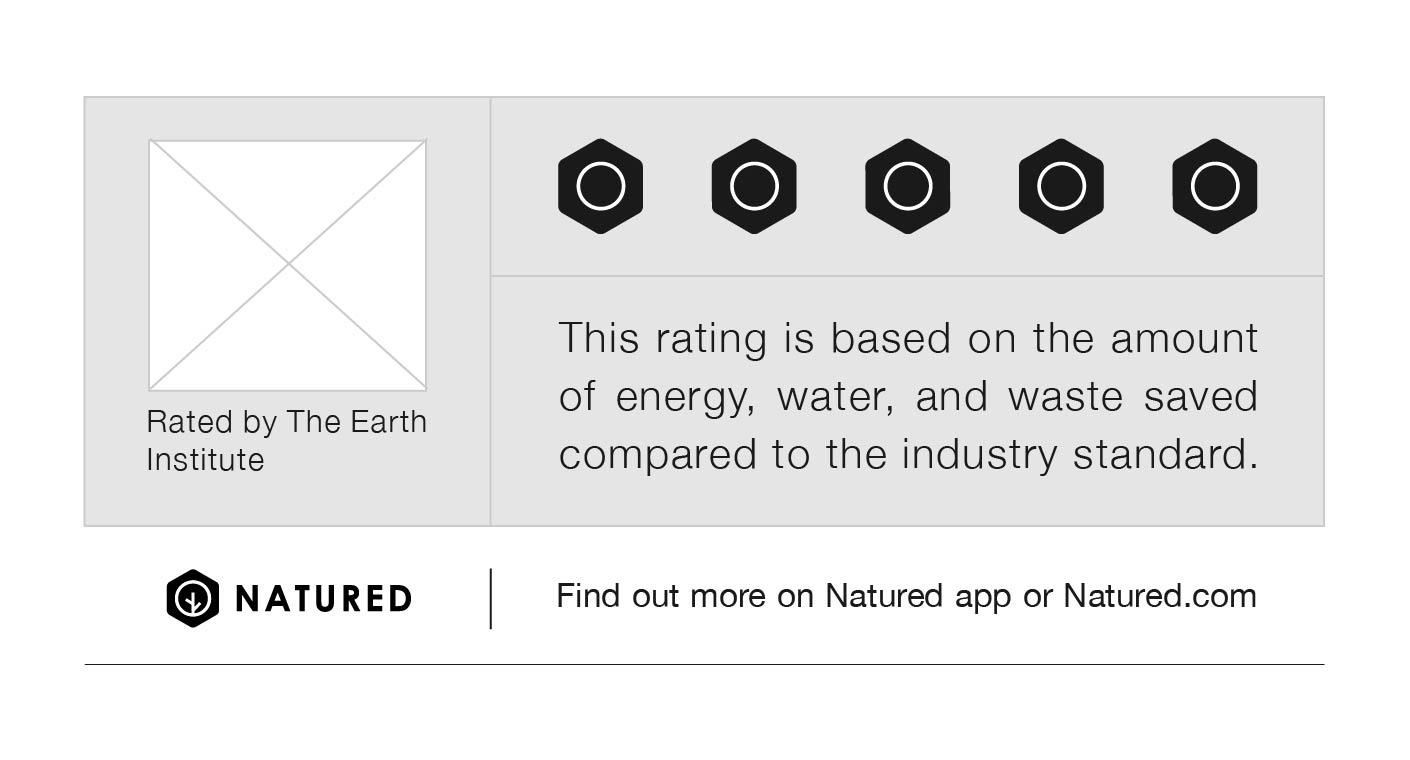 Rated by The Earth
Institute
This rating is based on the amount
of energy, water, and waste saved
compared to the industry standard.
NATURED
Find out more on Natured app or Natured.com